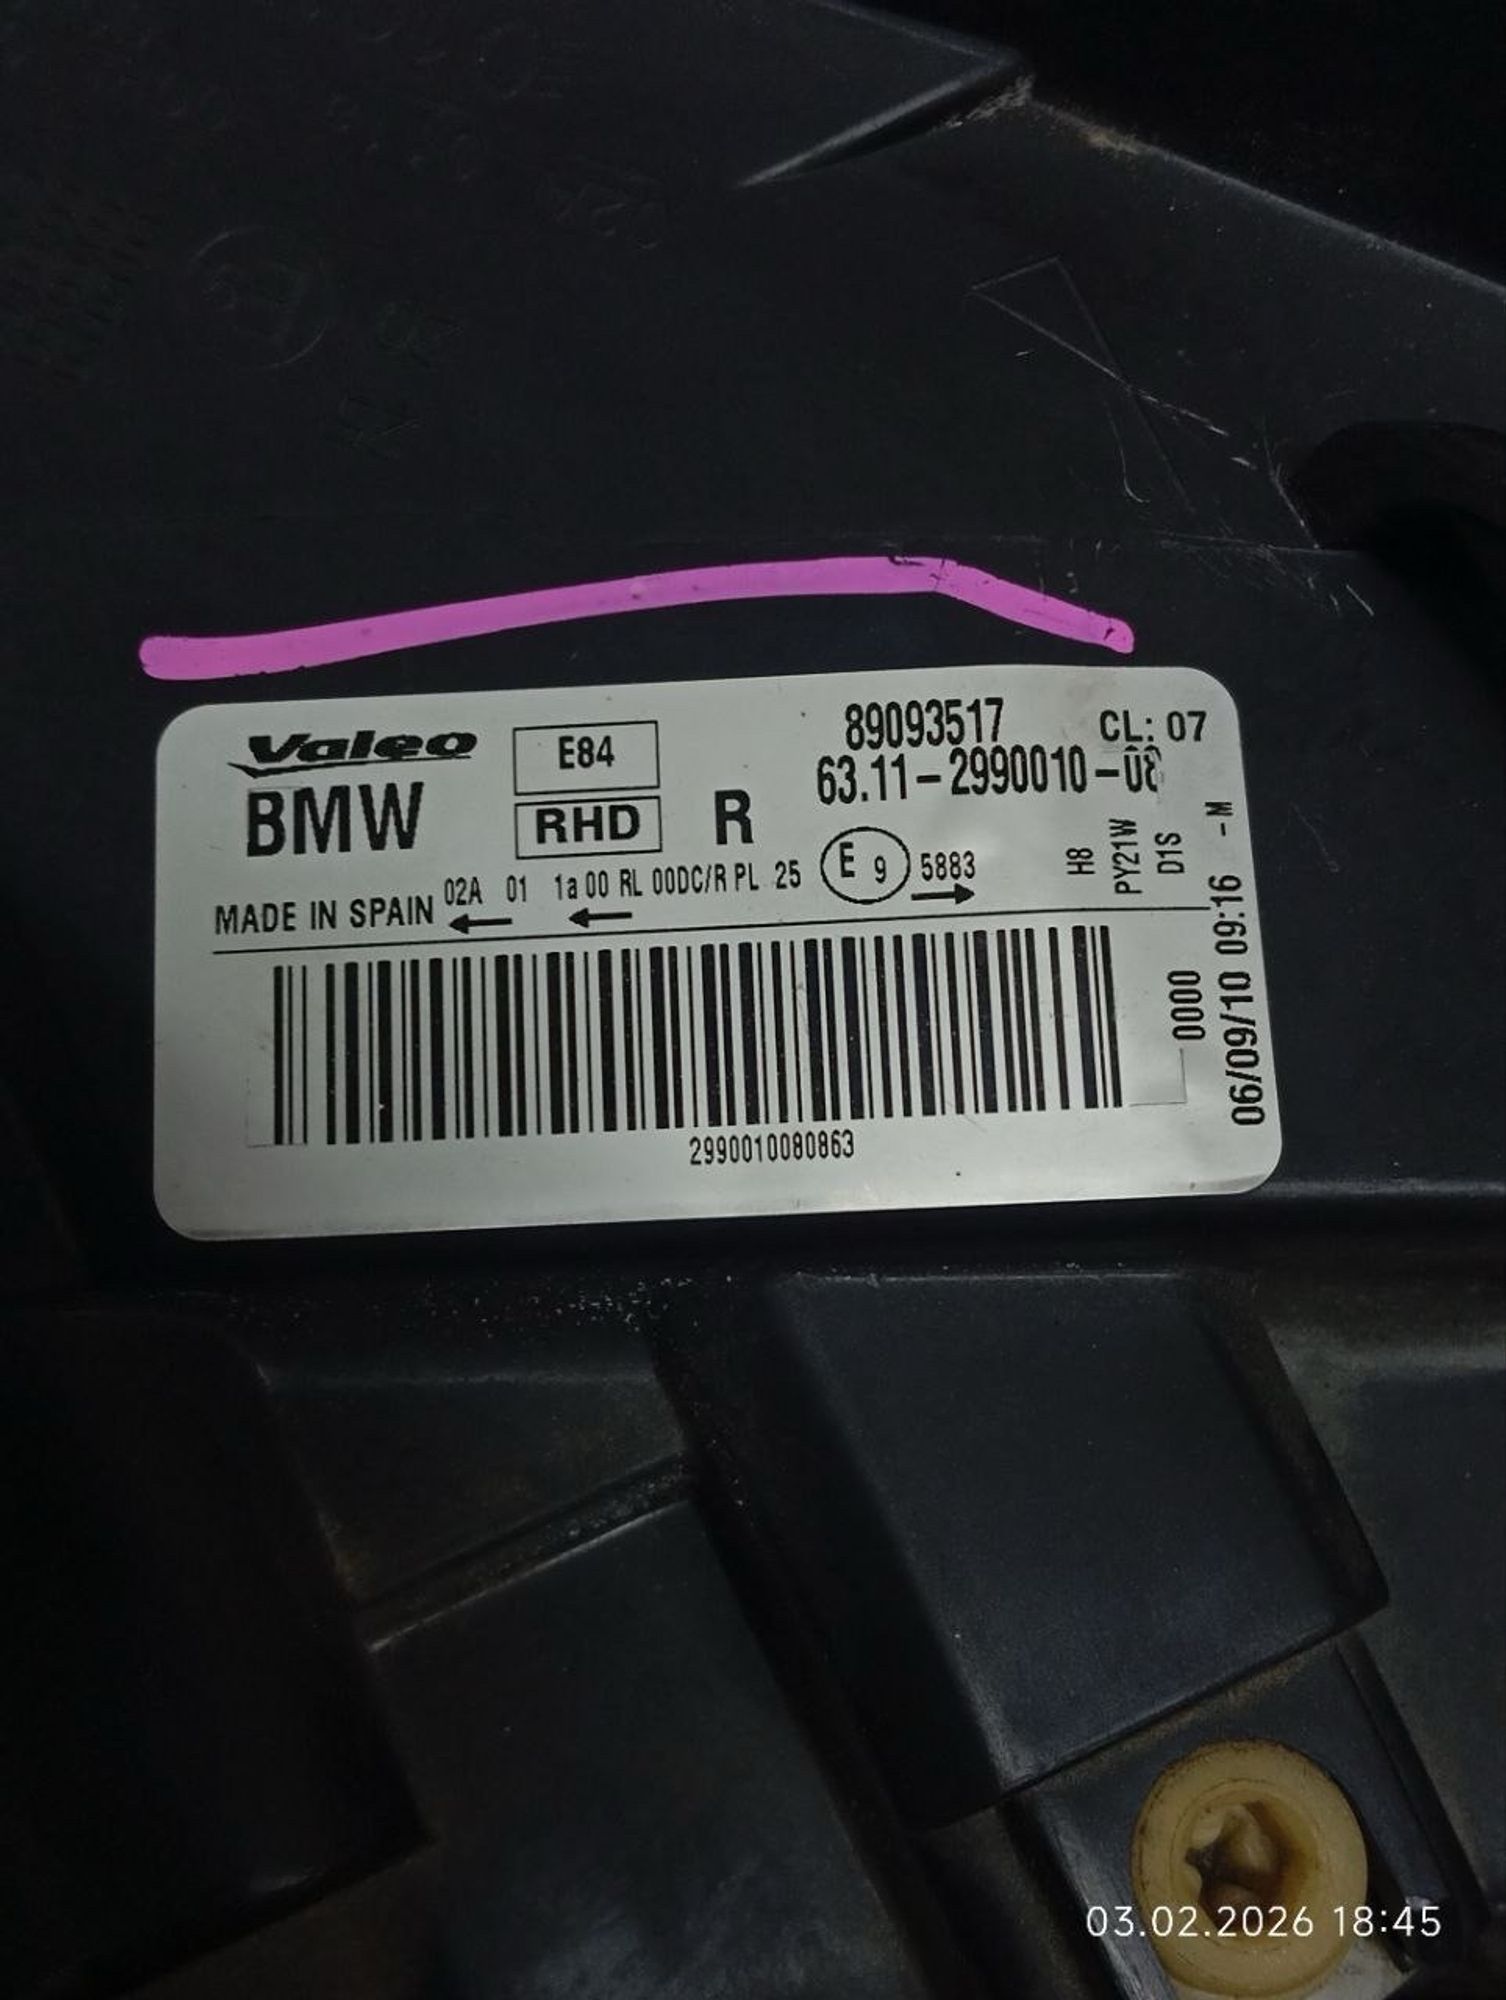 Valeo E84 89093517 CL: 07
BMW RHD R 63.11-2990010-08
MADE IN SPAIN 02A 01 1a 00 RL 00DC/R PL 25 E 9 5883
H8
PY21W
D1S
0000
06/09/10 09:16 -M
2990010080863
03.02.2026 18:45